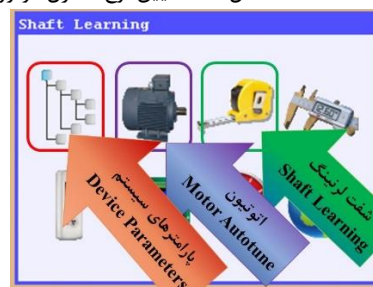 Shaft Learning
پارامترهای سیستم
Device Parameters
اتوتیون
Motor Autotune
شفت لرنینگ
Shaft Learning